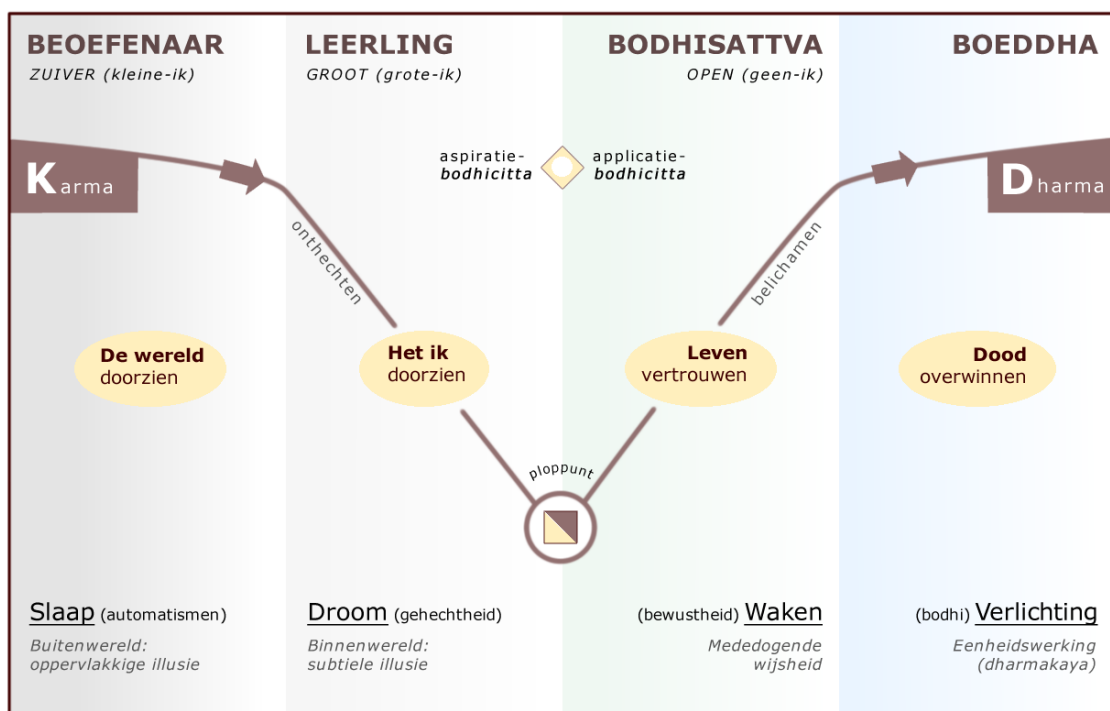 BEOEFENAAR
ZUIVER (kleine-ik)
LEERLING
GROOT (grote-ik)
BODHISATTVA
OPEN (geen-ik)
BOEDDHA
Karma
aspiratie-
bodhicitta
applicatie-
bodhicitta
Dharma
onthechten
belichamen
De wereld
doorzien
Het ik
doorzien
Leven
vertrouwen
Dood
overwinnen
ploppunt
Slaap (automatismen)
Buitenwereld:
oppervlakkige illusie
Droom (gehechtheid)
Binnenwereld:
subtiele illusie
(bewustheid) Waken
Mededogende
wijsheid
(bodhi) Verlichting
Eenheidswerking
(dharmakaya)